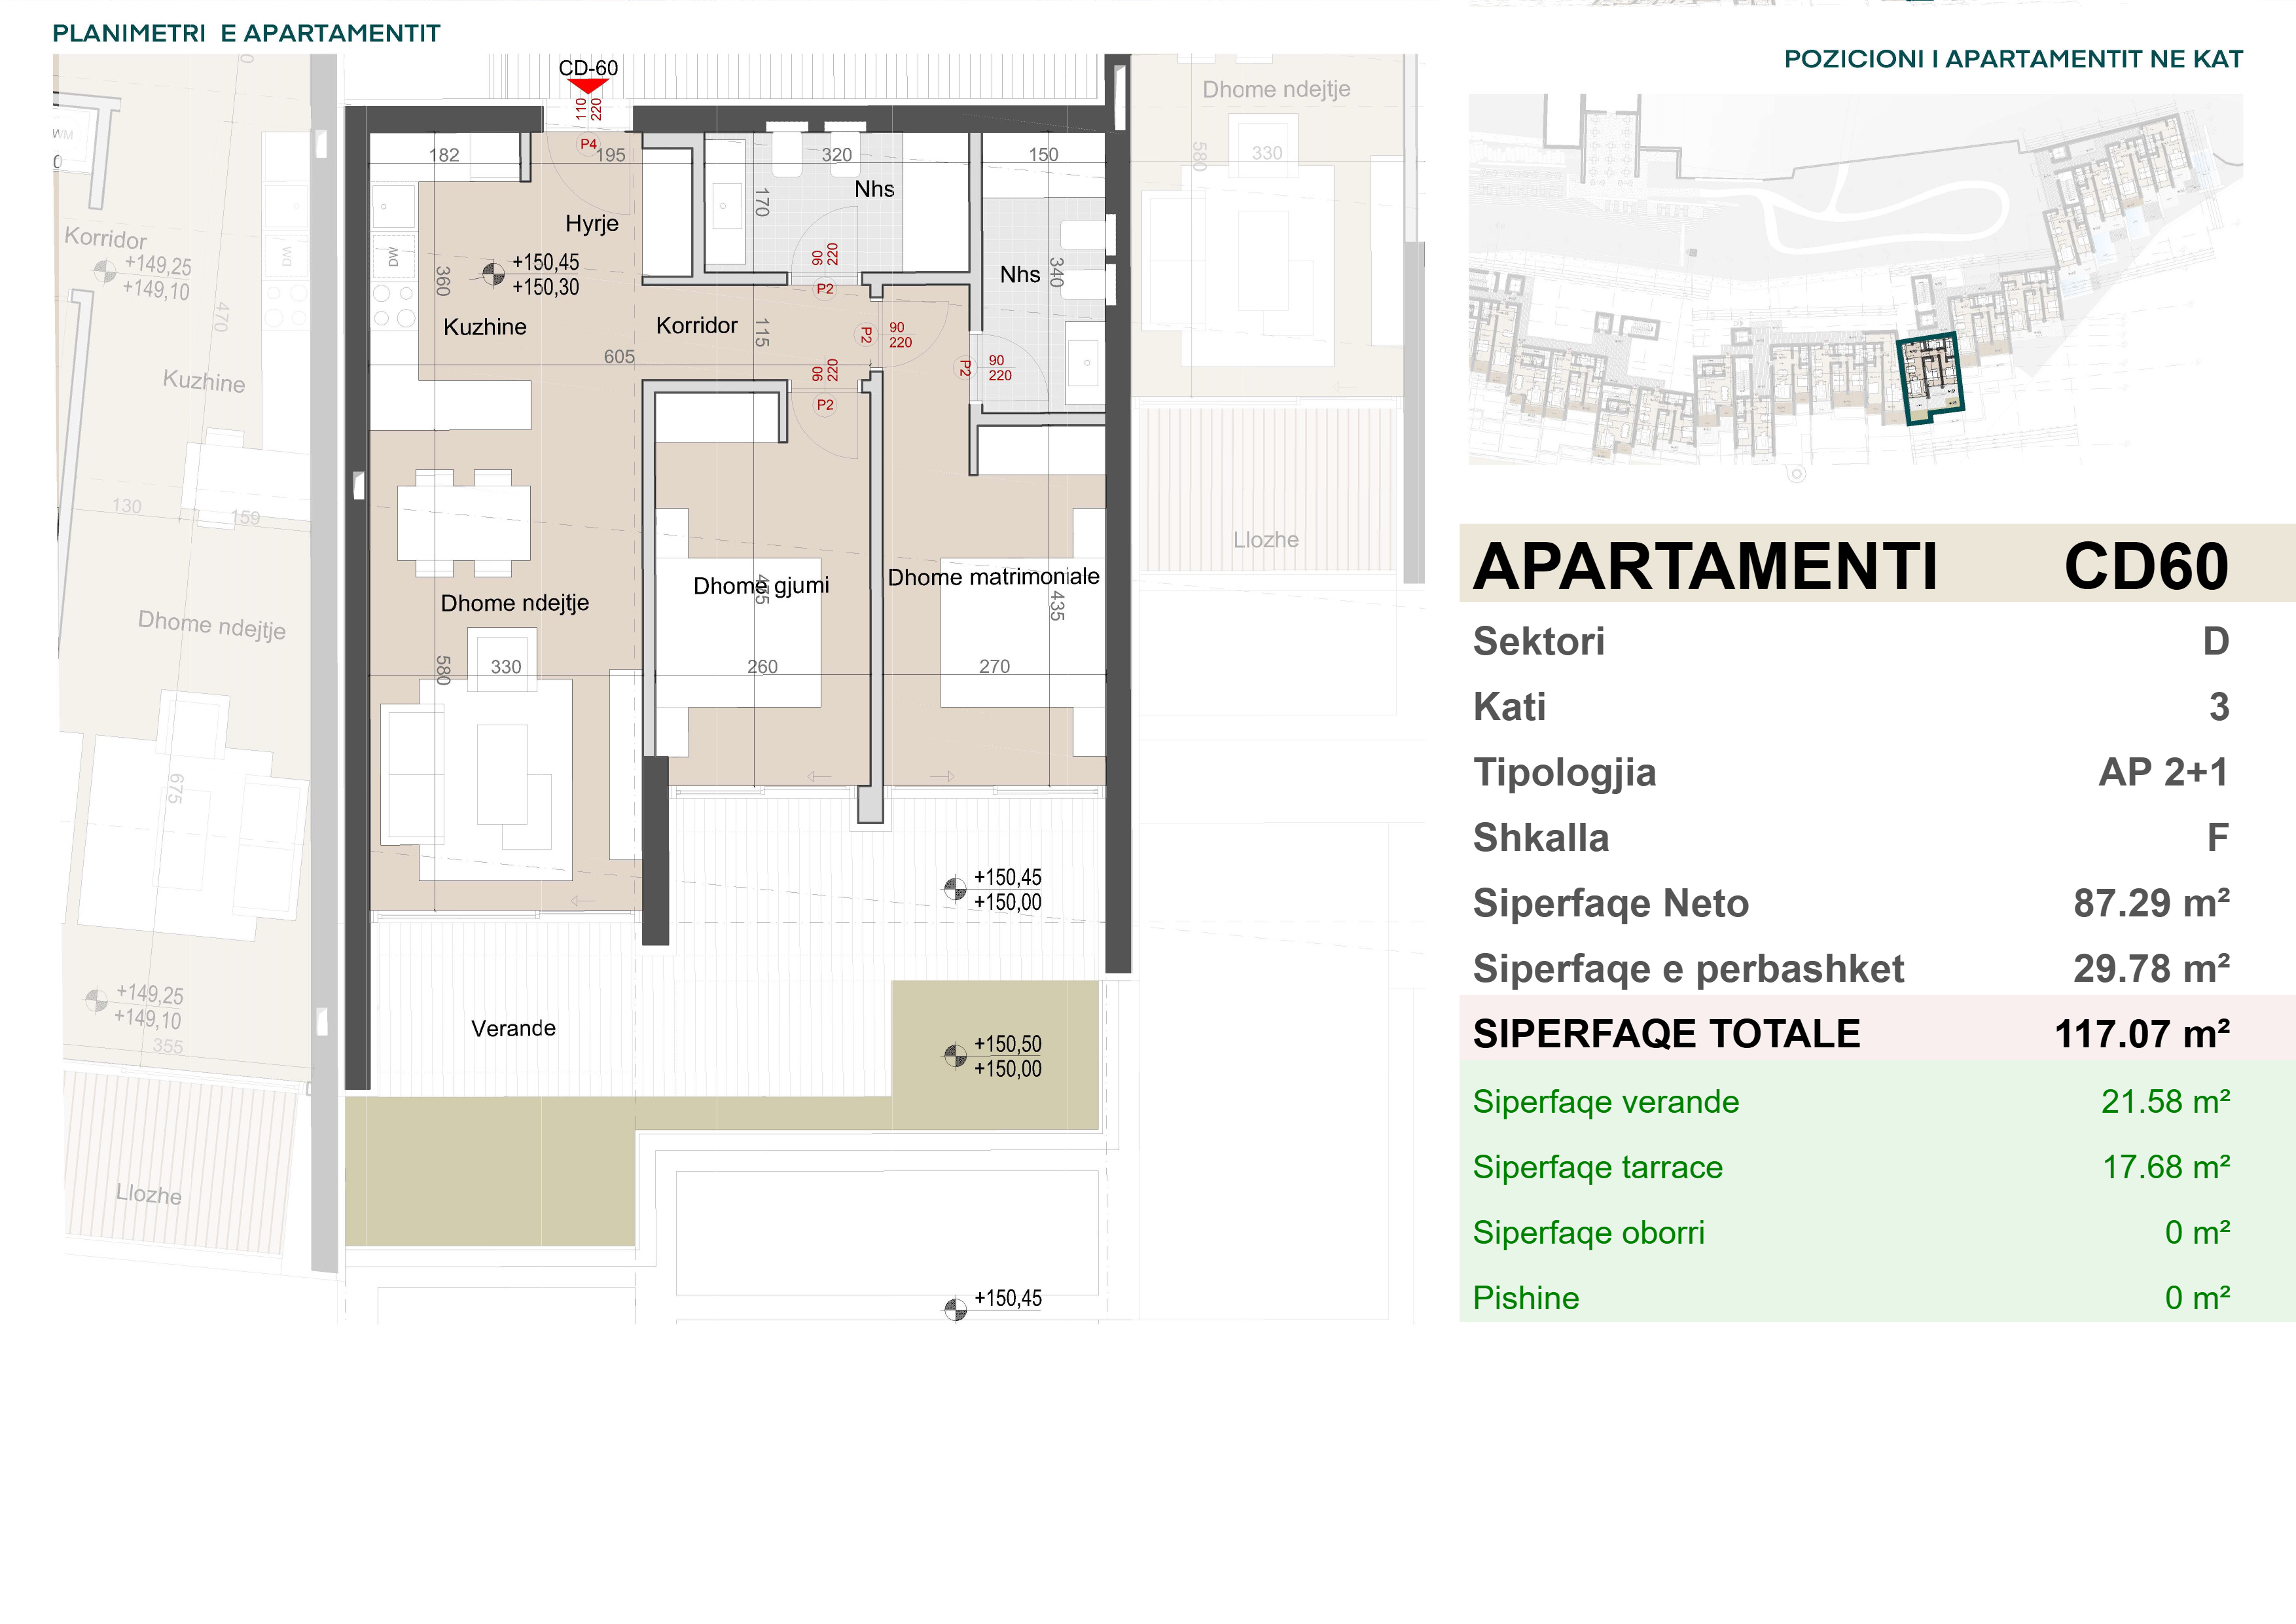 PLANIMETRI E APARTAMENTIT
POZICIONI I APARTAMENTIT NE KAT
CD-60
110
220
P4
182
195
320
150
170
Nhs
Hyrje
+150,45
+150,30
360
DW
Kuzhine
Korridor
605
115
90
220
P2
P2
90
220
90
220
P2
Nhs
340
P2
90
220
Dhome ndejtje
Dhome gjumi
Dhome matrimoniale
435
580
330
260
270
+150,45
+150,00
Verande
+150,50
+150,00
+150,45
WM
Korridor
+149,25
+149,10
470
DW
Kuzhine
130
159
Dhome ndejtje
675
+149,25
+149,10
355
Llozhe
Dhome ndejtje
580
330
Llozhe
APARTAMENTI CD60
Sektori D
Kati 3
Tipologjia AP 2+1
Shkalla F
Siperfaqe Neto 87.29 m²
Siperfaqe e perbashket 29.78 m²
SIPERFAQE TOTALE 117.07 m²
Siperfaqe verande 21.58 m²
Siperfaqe tarrace 17.68 m²
Siperfaqe oborri 0 m²
Pishine 0 m²